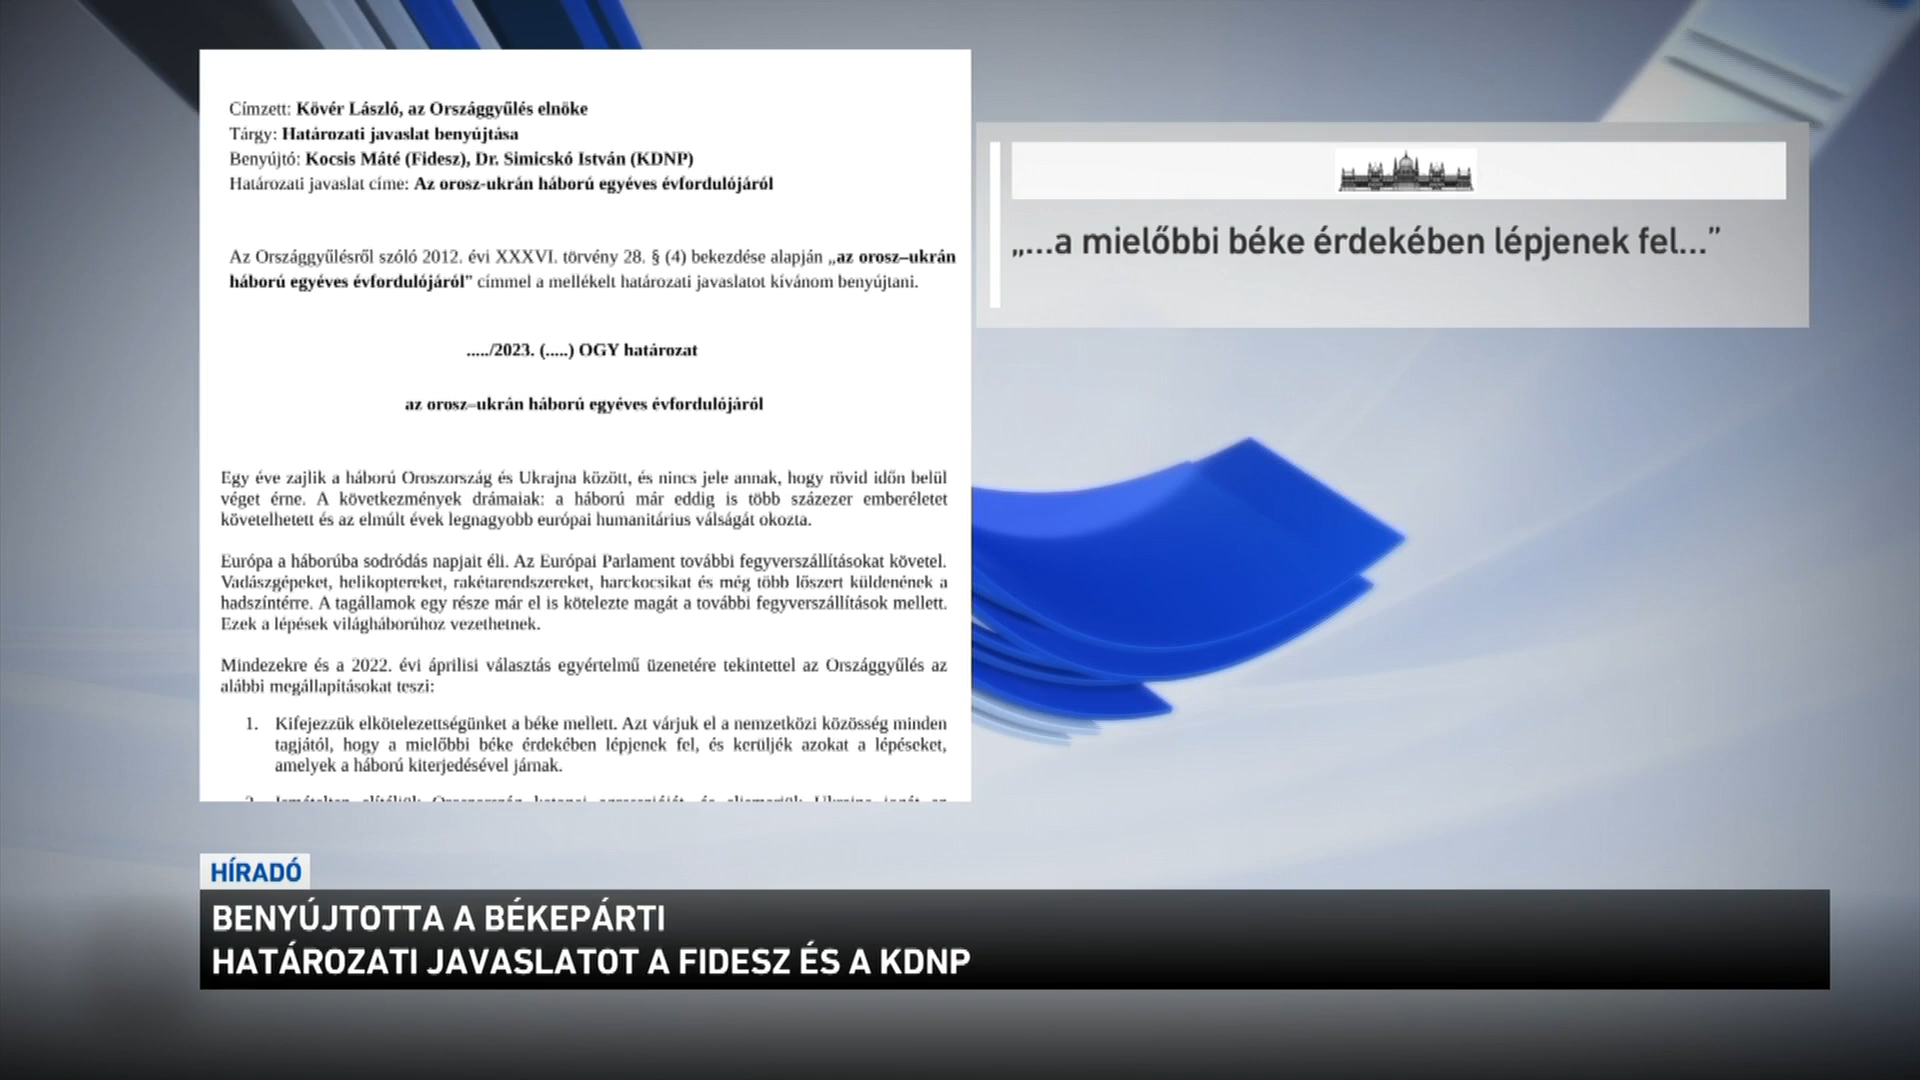 Címzett: Kövér László, az Országgyűlés elnöke
Tárgy: Határozati javaslat benyújtása
Benyújtó: Kocsis Máté (Fidesz), Dr. Simicskó István (KDNP)
Határozati javaslat címe: Az orosz-ukrán háború egyéves évfordulójáról
Az Országgyűlésről szóló 2012. évi XXXVI. törvény 28. § (4) bekezdése alapján „az orosz–ukrán
háború egyéves évfordulójáról” címmel a mellékelt határozati javaslatot kívánom benyújtani.
...../2023. (.....) OGY határozat
az orosz–ukrán háború egyéves évfordulójáról
Egy éve zajlik a háború Oroszország és Ukrajna között, és nincs jele annak, hogy rövid időn belül
véget érne. A következmények drámaiak: a háború már eddig is több százezer emberéletet
követelhetett és az elmúlt évek legnagyobb európai humanitárius válságát okozta.
Európa a háborúba sodródás napjait éli. Az Európai Parlament további fegyverszállításokat követel.
Vadászgépeket, helikoptereket, rakétarendszereket, harckocsikat és még több lőszert küldenének a
hadszíntérre. A tagállamok egy része már el is kötelezte magát a további fegyverszállítások mellett.
Ezek a lépések világháborúhoz vezethetnek.
Mindezekre és a 2022. évi áprilisi választás egyértelmű üzenetére tekintettel az Országgyűlés az
alábbi megállapításokat teszi:
1. Kifejezzük elkötelezettségünket a béke mellett. Azt várjuk el a nemzetközi közösség minden
tagjától, hogy a mielőbbi béke érdekében lépjenek fel, és kerüljék azokat a lépéseket,
amelyek a háború kiterjedésével járnak.
„...a mielőbbi béke érdekében lépjenek fel...”
HÍRADÓ
BENYÚJTOTTA A BÉKEPÁRTI
HATÁROZATI JAVASLATOT A FIDESZ ÉS A KDNP